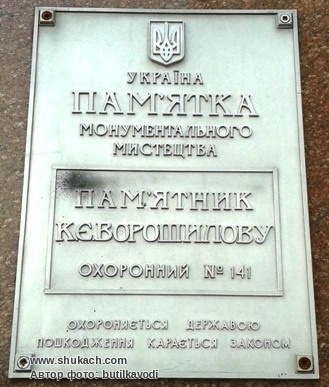 УКРАЇНА
ПАМ'ЯТКА
МОНУМЕНТАЛЬНОГО
МИСТЕЦТВА
ПАМ'ЯТНИК
К.Є.ВОРОШИЛОВУ
ОХОРОННИЙ № 141
ОХОРОНЯЄТЬСЯ ДЕРЖАВОЮ
ПОШКОДЖЕННЯ КАРАЄТЬСЯ ЗАКОНОМ
www.shukach.com
Автор фото: butilkavodi